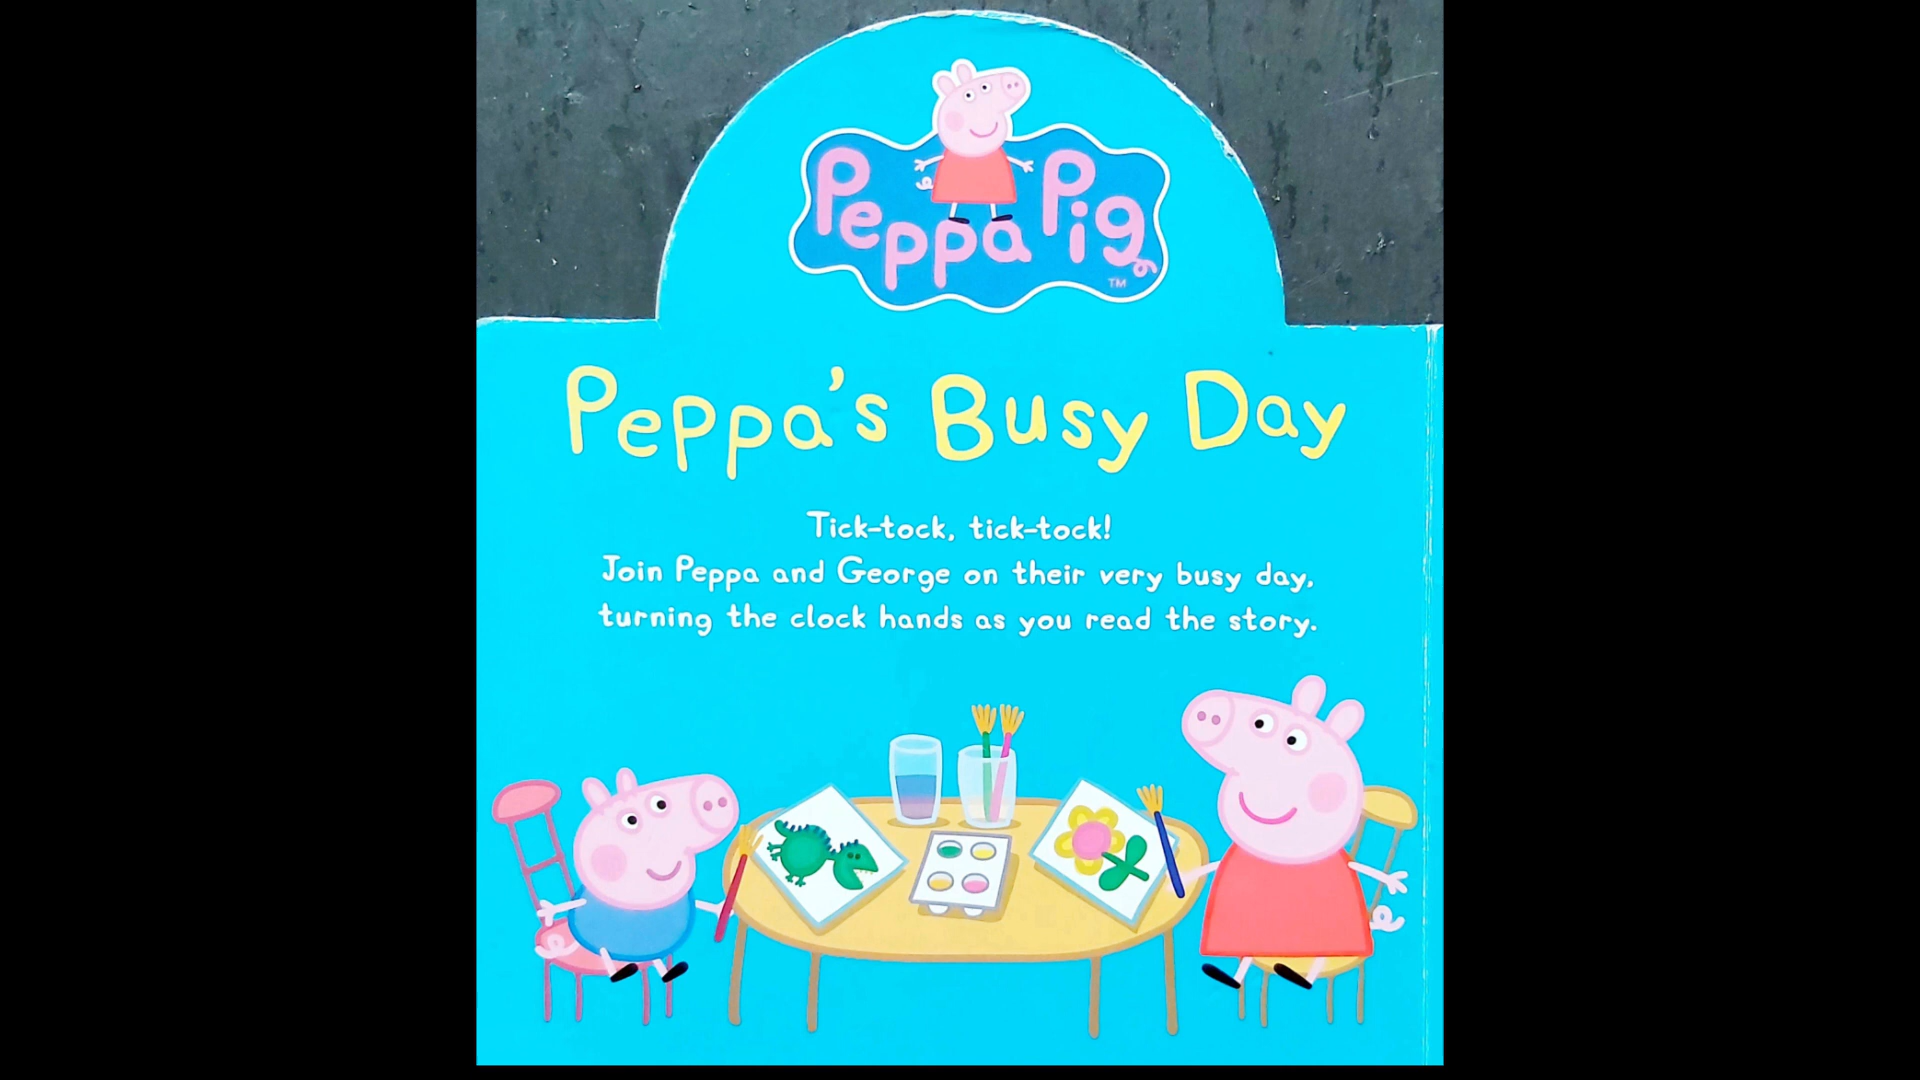 Peppa Pig
TM
Peppa's Busy Day
Tick-tock, tick-tock!
Join Peppa and George on their very busy day,
turning the clock hands as you read the story.